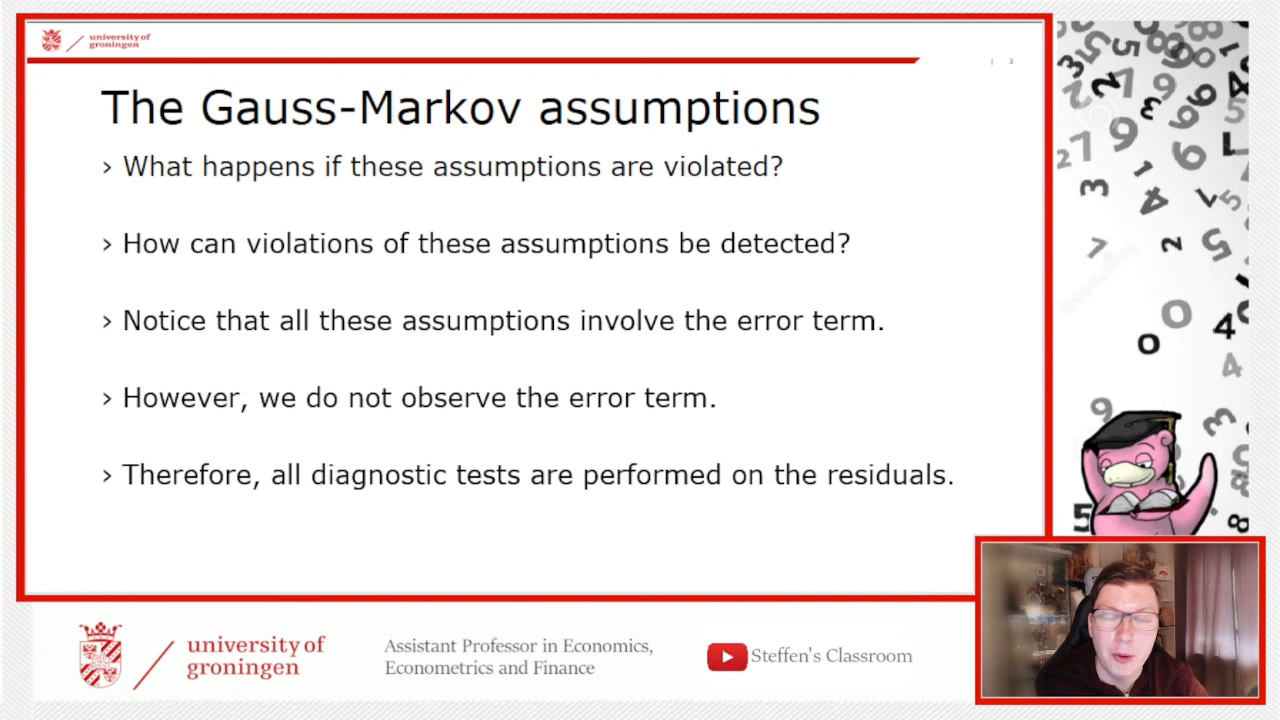 university of
groningen
| 3
The Gauss-Markov assumptions
› What happens if these assumptions are violated?
› How can violations of these assumptions be detected?
› Notice that all these assumptions involve the error term.
› However, we do not observe the error term.
› Therefore, all diagnostic tests are performed on the residuals.
university of
groningen
Assistant Professor in Economics,
Econometrics and Finance
Steffen's Classroom